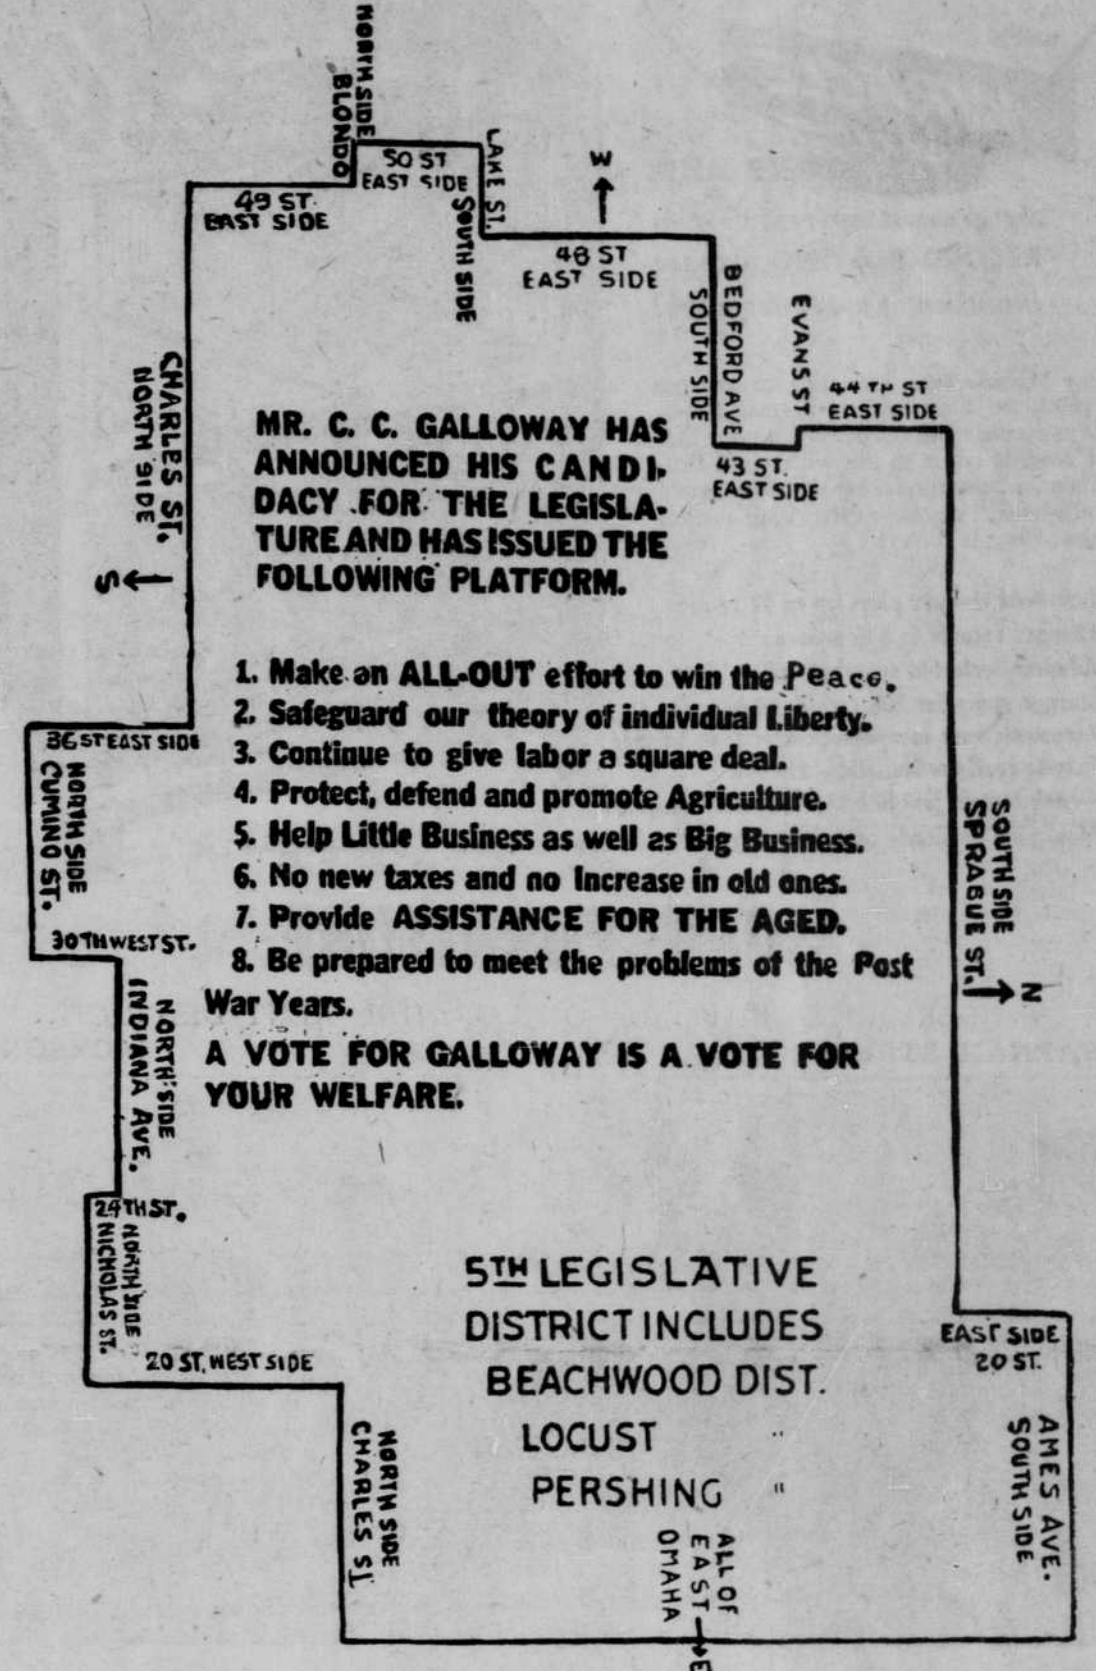 NORTH SIDE
BLONDO
50 ST
EAST SIDE
LAKE ST.
SOUTH SIDE
W
49 ST.
EAST SIDE
48 ST
EAST SIDE
BEDFORD AVE
SOUTH SIDE
EVANS ST
44TH ST
EAST SIDE
43 ST.
EAST SIDE
CHARLES ST.
NORTH SIDE
S
MR. C. C. GALLOWAY HAS
ANNOUNCED HIS CANDI-
DACY FOR THE LEGISLA-
TURE AND HAS ISSUED THE
FOLLOWING PLATFORM.
1. Make an ALL-OUT effort to win the Peace.
2. Safeguard our theory of individual Liberty.
36 ST EAST SIDE
3. Continue to give labor a square deal.
4. Protect, defend and promote Agriculture.
5. Help Little Business as well as Big Business.
6. No new taxes and no Increase in old ones.
7. Provide ASSISTANCE FOR THE AGED.
8. Be prepared to meet the problems of the Post
War Years.
A VOTE FOR GALLOWAY IS A VOTE FOR
YOUR WELFARE.
NORTH SIDE
CUMING ST.
30TH WEST ST.
SOUTH SIDE
SPRABUE ST.
N
NORTH SIDE
INDIANA AVE.
24TH ST.
NORTH SIDE
NICHOLAS ST.
20 ST. WEST SIDE
5TH LEGISLATIVE
DISTRICT INCLUDES
BEACHWOOD DIST.
LOCUST "
PERSHING "
EAST SIDE
20 ST.
AMES AVE.
SOUTH SIDE
NORTH SIDE
CHARLES ST.
ALL OF
EAST
OMAHA
E